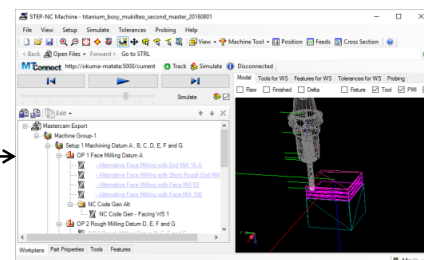 STEP-NC Machine - titanium_boxy_mukilteo_second_master_20160801
File View Setup Simulate Tolerances Probing Help
View Machine Tool Position Feeds Cross Section
Back Open Files Forward Go to STRL
MTConnect http://okuma-matata:5000/current Track Simulate Disconnected
Simulate
Edit
Mastercam Export
Machine Group-1
Setup 1 Machining Datum A , B, C, D, E, F and G
OP 1 Face Milling Datum A
- Alternative Face Milling with End Mill
- Alternative Face Milling with Short Rough End Mill
- Alternative Face Milling with Face Mill 63
- Alternative Face Milling with Face Mill 100
NC Code Gen Alt
NC Code Gen - Facing WS 1
OP 2 Rough Milling Datum D, E, F and G
Workplans Part Properties Tools Features
Model Tools for WS Features for WS Tolerances for WS Probing
Raw Finished Delta Fixture Tool PMI